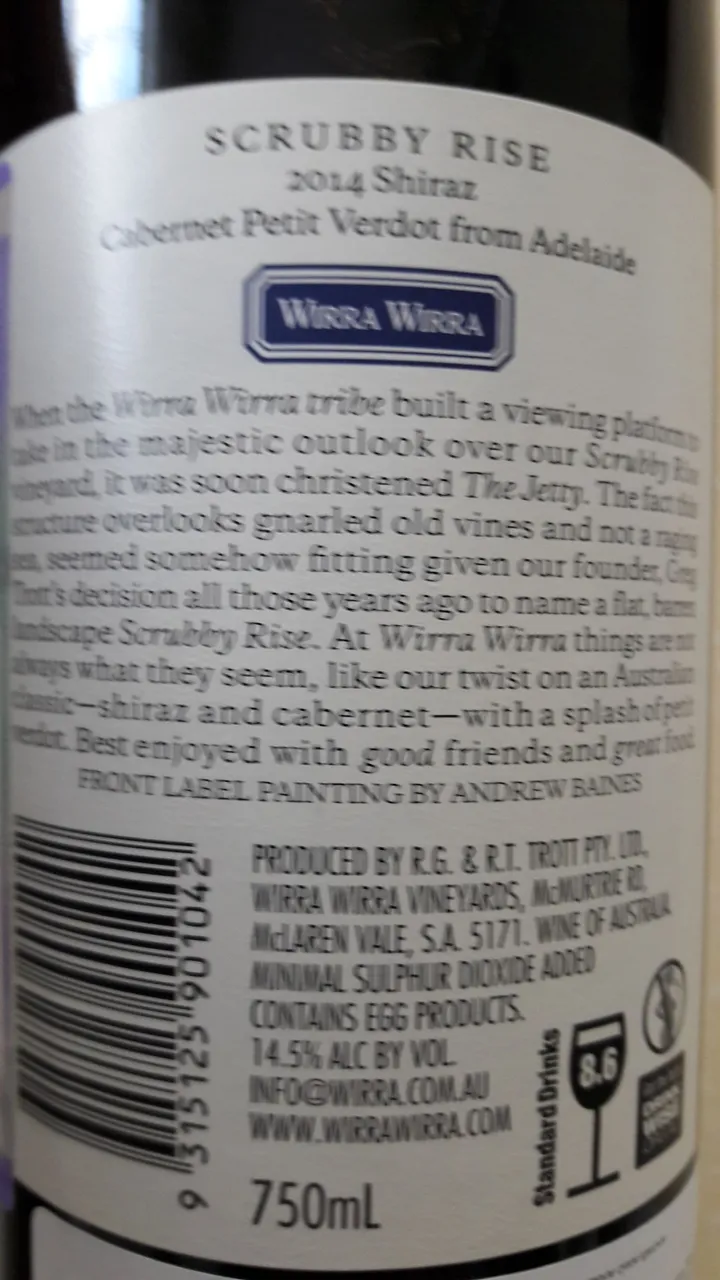 SCRUBBY RISE
2014 Shiraz
Cabernet Petit Verdot from Adelaide
WIRRA WIRRA
When the Wirra Wirra tribe built a viewing platform to
take in the majestic outlook over our Scrubby Rise
vineyard, it was soon christened The Jetty. The fact this
structure overlooks gnarled old vines and not a raging
sea, seemed somehow fitting given our founder, Greg
Trott's decision all those years ago to name a flat, barren
landscape Scrubby Rise. At Wirra Wirra things are not
always what they seem, like our twist on an Australian
classic—shiraz and cabernet—with a splash of petit
verdot. Best enjoyed with good friends and great food.
FRONT LABEL PAINTING BY ANDREW BAINES
PRODUCED BY R.G. & R.T. TROTT PTY. LTD.,
WIRRA WIRRA VINEYARDS, McMURTRIE RD,
McLAREN VALE, S.A. 5171. WINE OF AUSTRALIA
MINIMAL SULPHUR DIOXIDE ADDED
CONTAINS EGG PRODUCTS.
14.5% ALC BY VOL
INFO@WIRRA.COM.AU
WWW.WIRRAWIRRA.COM
750mL
9 315125 901042
Standard Drinks
8.6